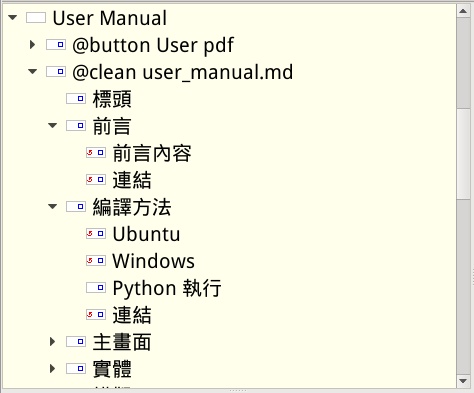 User Manual
@button User pdf
@clean user_manual.md
標頭
前言
前言內容
連結
編譯方法
Ubuntu
Windows
Python 執行
連結
主畫面
實體